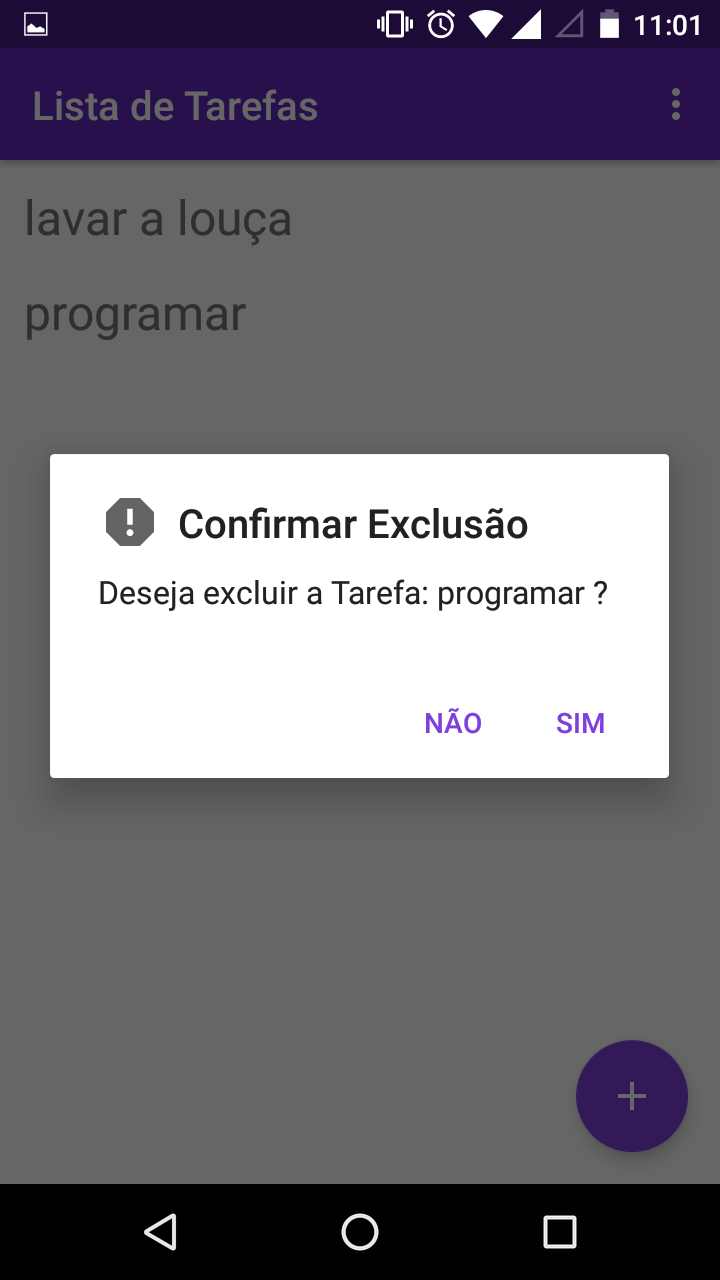 11:01
Lista de Tarefas
lavar a louça
programar
Confirmar Exclusão
Deseja excluir a Tarefa: programar ?
NÃO SIM